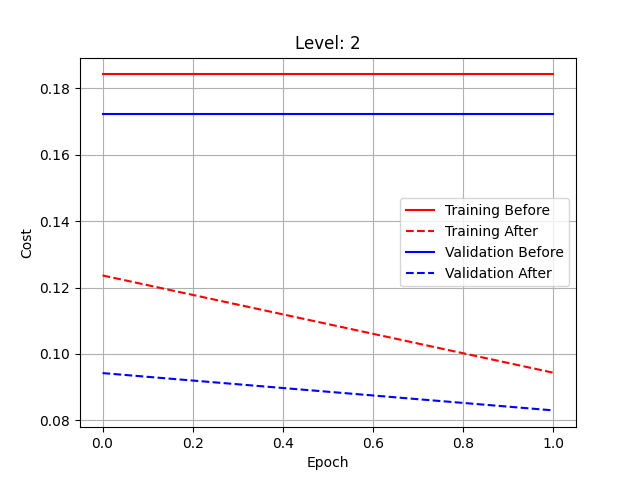 Level: 2
0.18
0.16
0.14
0.12
0.10
0.08
Cost
Training Before
Training After
Validation Before
Validation After
0.0 0.2 0.4 0.6 0.8 1.0
Epoch